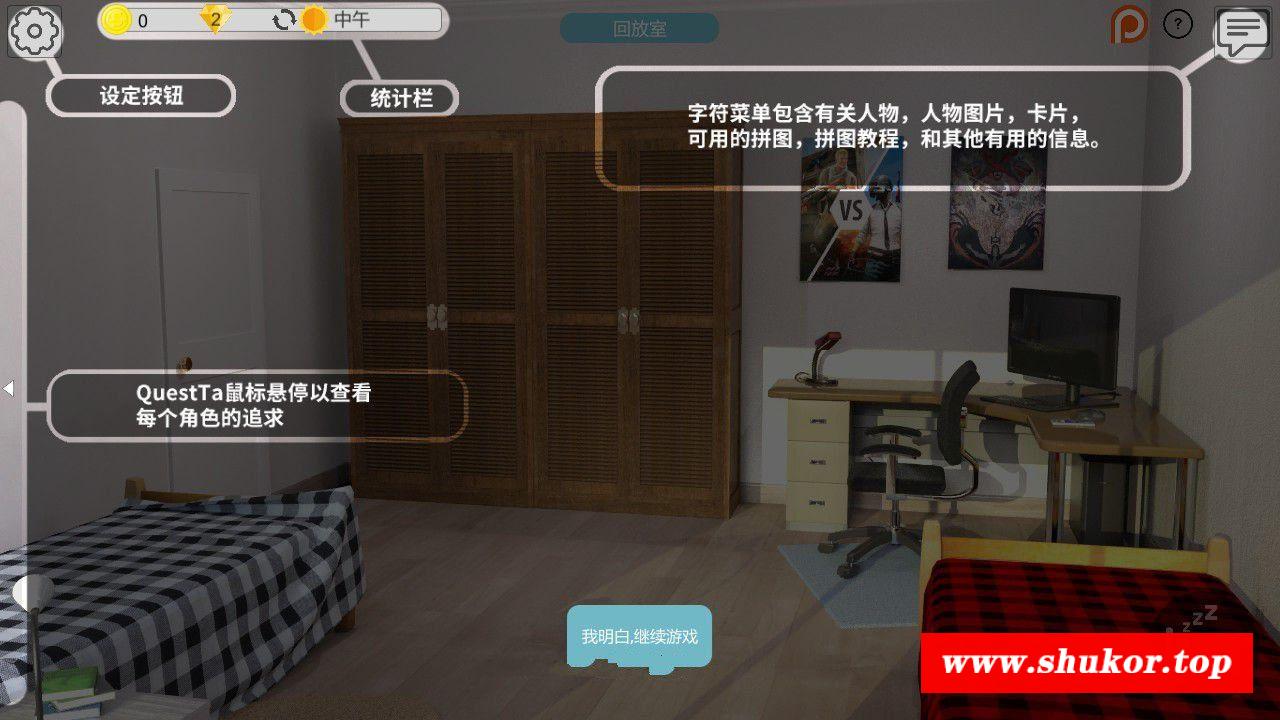 0
2
中午
回放室
?
设定按钮
统计栏
字符菜单包含有关人物，人物图片，卡片，
可用的拼图，拼图教程，和其他有用的信息。
VS
QuestTa鼠标悬停以查看
每个角色的追求
我明白,继续游戏
z z Z
www.shukor.top